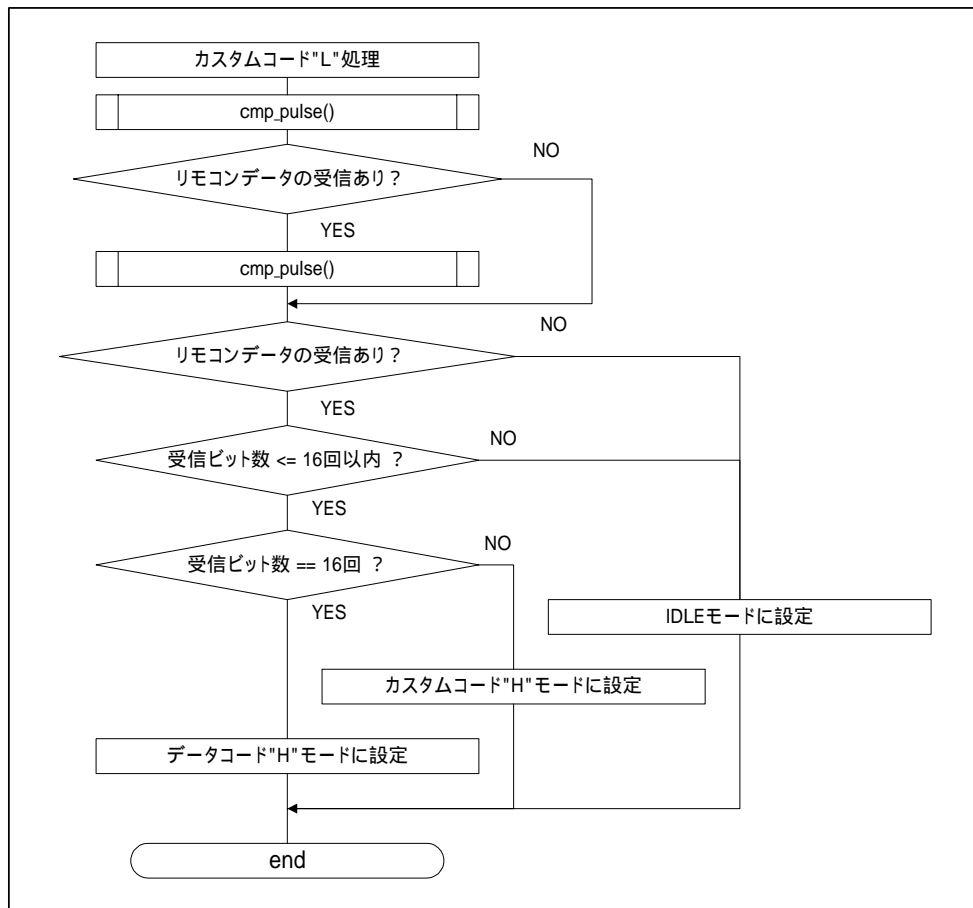 カスタムコード"L"処理
cmp_pulse()
NO
リモコンデータの受信あり？
YES
cmp_pulse()
NO
リモコンデータの受信あり？
YES
NO
受信ビット数 <= 16回以内 ？
YES
NO
受信ビット数 == 16回 ？
YES
IDLEモードに設定
カスタムコード"H"モードに設定
データコード"H"モードに設定
end